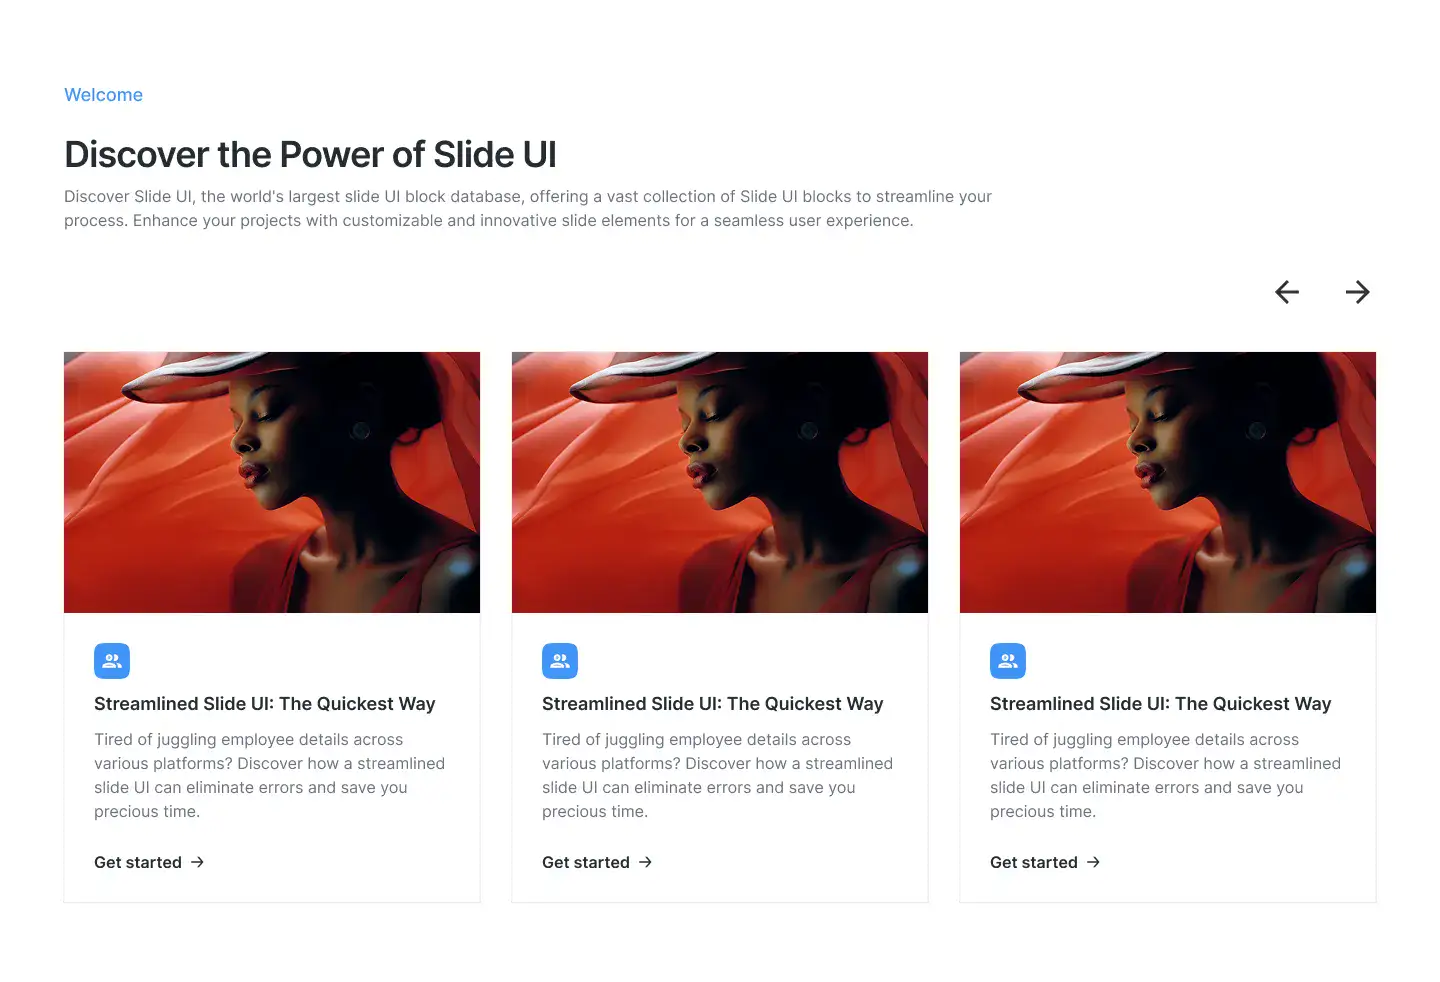 Welcome
Discover the Power of Slide UI
Discover Slide UI, the world's largest slide UI block database, offering a vast collection of Slide UI blocks to streamline your
process. Enhance your projects with customizable and innovative slide elements for a seamless user experience.
Streamlined Slide UI: The Quickest Way
Tired of juggling employee details across
various platforms? Discover how a streamlined
slide UI can eliminate errors and save you
precious time.
Get started
Streamlined Slide UI: The Quickest Way
Tired of juggling employee details across
various platforms? Discover how a streamlined
slide UI can eliminate errors and save you
precious time.
Get started
Streamlined Slide UI: The Quickest Way
Tired of juggling employee details across
various platforms? Discover how a streamlined
slide UI can eliminate errors and save you
precious time.
Get started